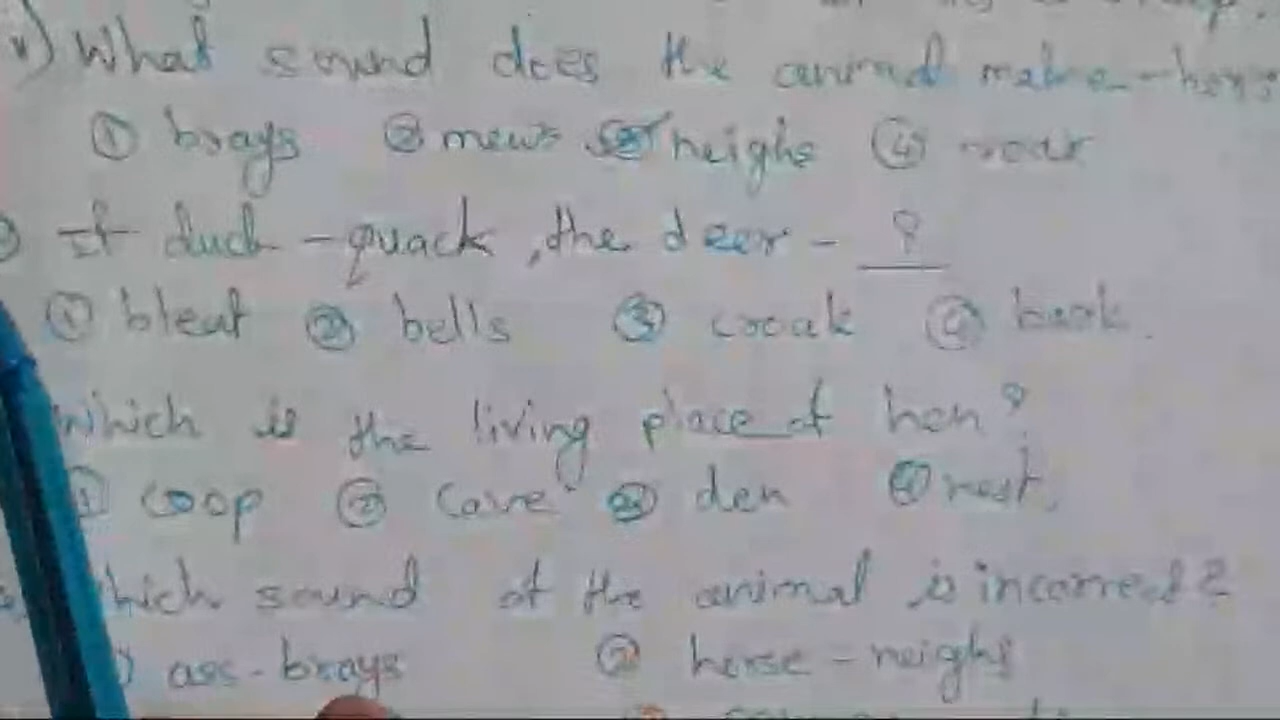 v) What sound does the animal make - horse
① brays ② mews ③ neighs ④ roar
If duck - quack, the deer - ?
① bleat ② bells ③ croak ④ bark.
Which is the living place of hen?
① coop ② cave ③ den ④ nest.
which sound of the animal is incorrect?
ass - brays ② horse - neighs